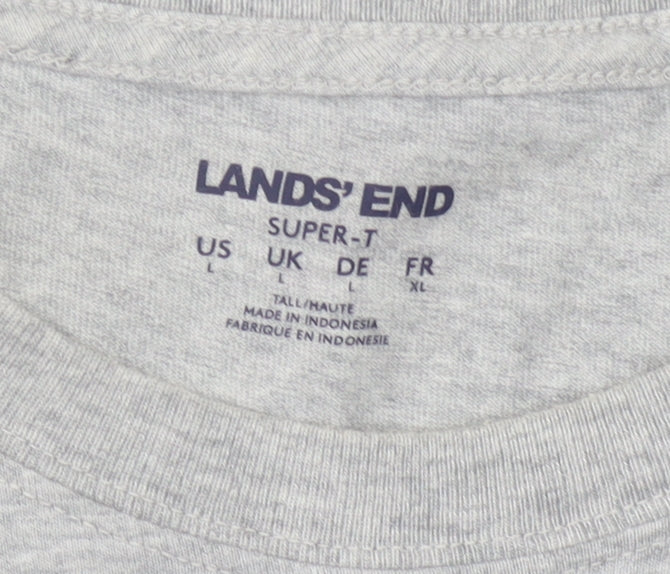 LANDS' END
SUPER-T
US UK DE FR
L L L XL
TALL/HAUTE
MADE IN INDONESIA
FABRIQUE EN INDONESIE